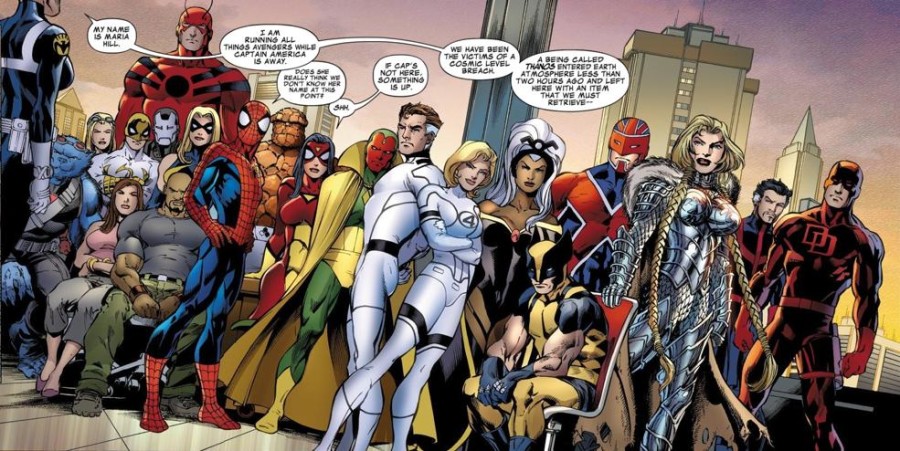 MY NAME
IS MARIA
HILL.
I AM
RUNNING ALL
THINGS AVENGERS WHILE
CAPTAIN AMERICA
IS AWAY.
DOES SHE
REALLY THINK WE
DON'T KNOW HER
NAME AT THIS
POINT?
SHH.
IF CAP'S
NOT HERE,
SOMETHING
IS UP.
WE HAVE BEEN
THE VICTIMS OF A
COSMIC LEVEL
BREACH.
A BEING CALLED
THANOS ENTERED EARTH
ATMOSPHERE LESS THAN
TWO HOURS AGO AND LEFT
HERE WITH AN ITEM
THAT WE MUST
RETRIEVE--
4
DD